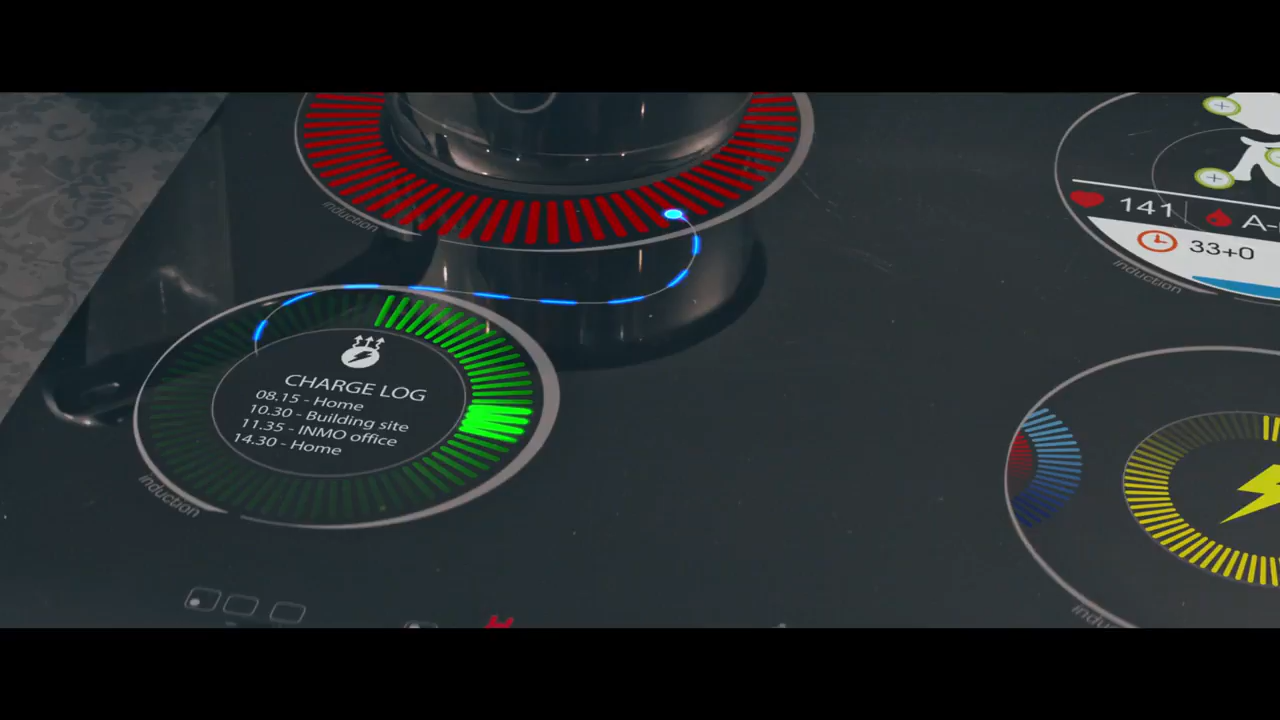 induction
141
A-
33+0
induction
CHARGE LOG
08.15 - Home
10.30 - Building site
11.35 - INMO office
14.30 - Home
induction